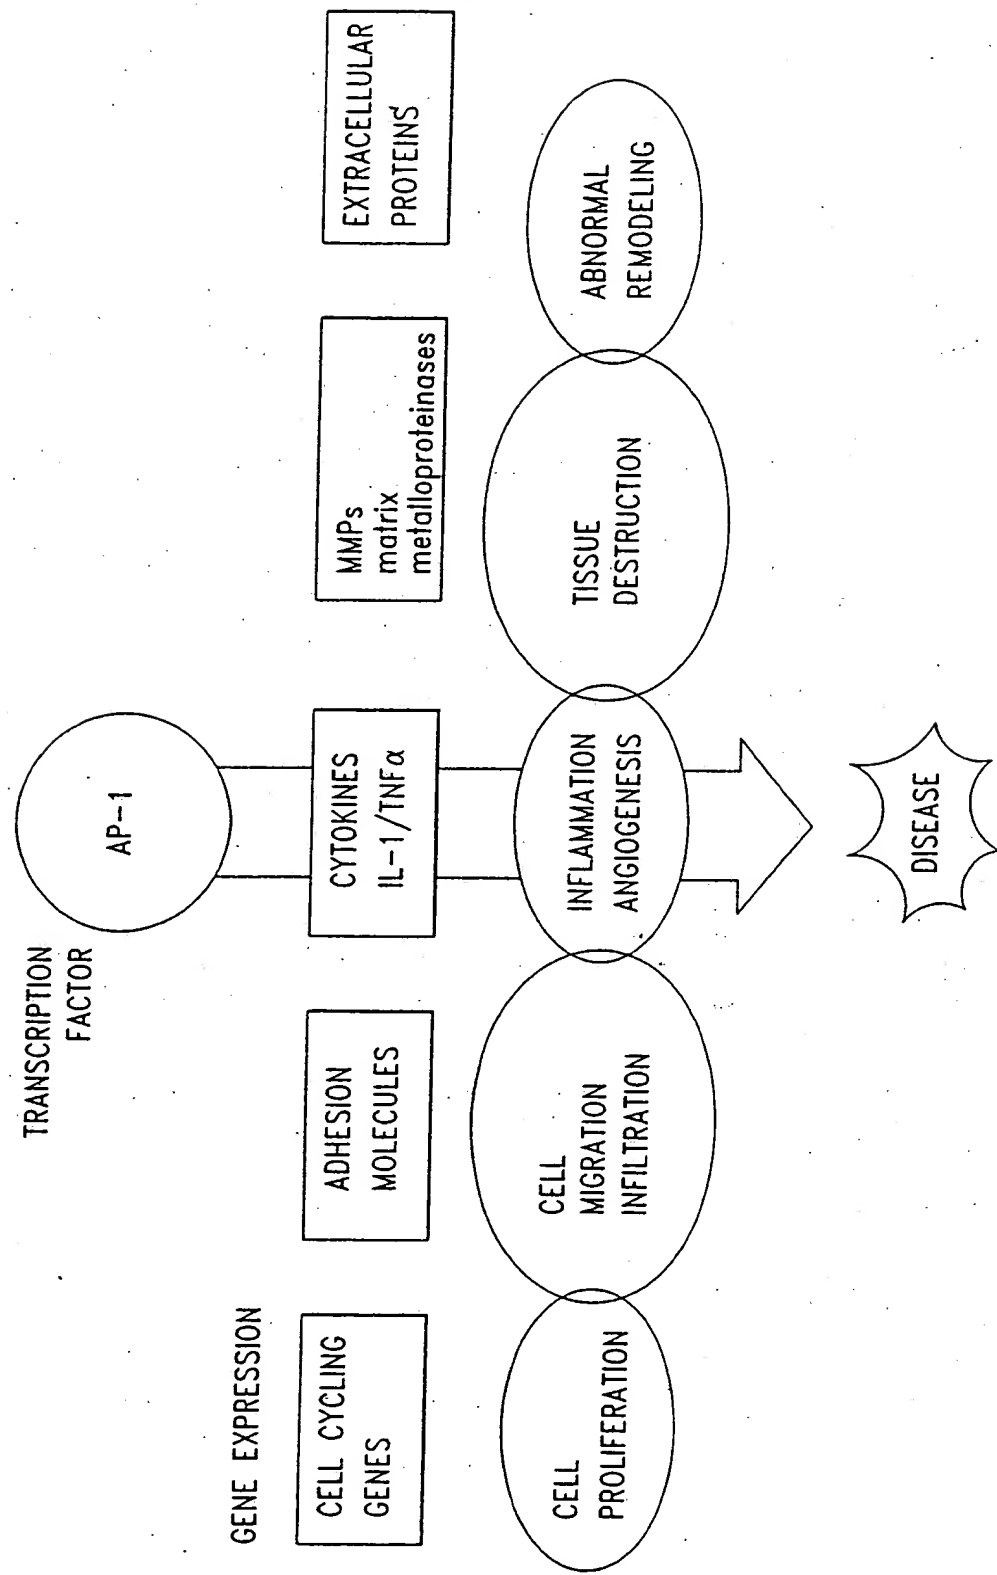 TRANSCRIPTION
FACTOR
AP-1
GENE EXPRESSION
CELL CYCLING
GENES
ADHESION
MOLECULES
CYTOKINES
IL-1/TNFα
MMPs
matrix
metalloproteinases
EXTRACELLULAR
PROTEINS
CELL
PROLIFERATION
CELL
MIGRATION
INFILTRATION
INFLAMMATION
ANGIOGENESIS
TISSUE
DESTRUCTION
ABNORMAL
REMODELING
DISEASE